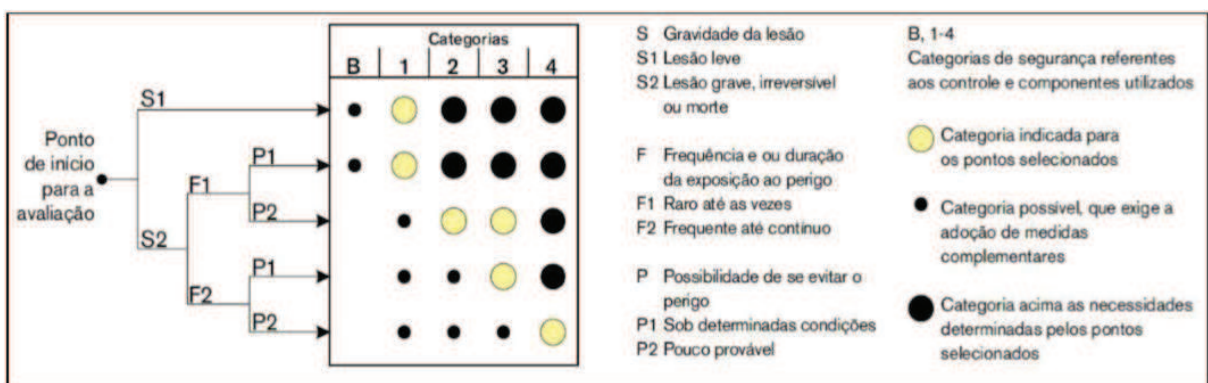 Categorias
B 1 2 3 4
S1
Ponto
de início
para a
avaliação
P1
F1
P2
S2
P1
F2
P2
S Gravidade da lesão
S1 Lesão leve
S2 Lesão grave, irreversível
ou morte
F Frequência e ou duração
da exposição ao perigo
F1 Raro até as vezes
F2 Frequente até contínuo
P Possibilidade de se evitar o
perigo
P1 Sob determinadas condições
P2 Pouco provável
B, 1-4
Categorias de segurança referentes
aos controle e componentes utilizados
Categoria indicada para
os pontos selecionados
Categoria possível, que exige a
adoção de medidas
complementares
Categoria acima as necessidades
determinadas pelos pontos
selecionados